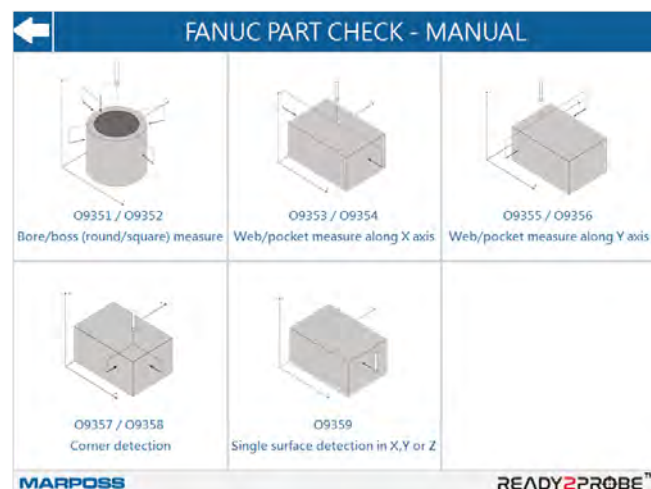 FANUC PART CHECK - MANUAL
O9351 / O9352
Bore/boss (round/square) measure
O9353 / O9354
Web/pocket measure along X axis
O9355 / O9356
Web/pocket measure along Y axis
O9357 / O9358
Corner detection
O9359
Single surface detection in X,Y or Z
MARPOSS
READY2PROBE™